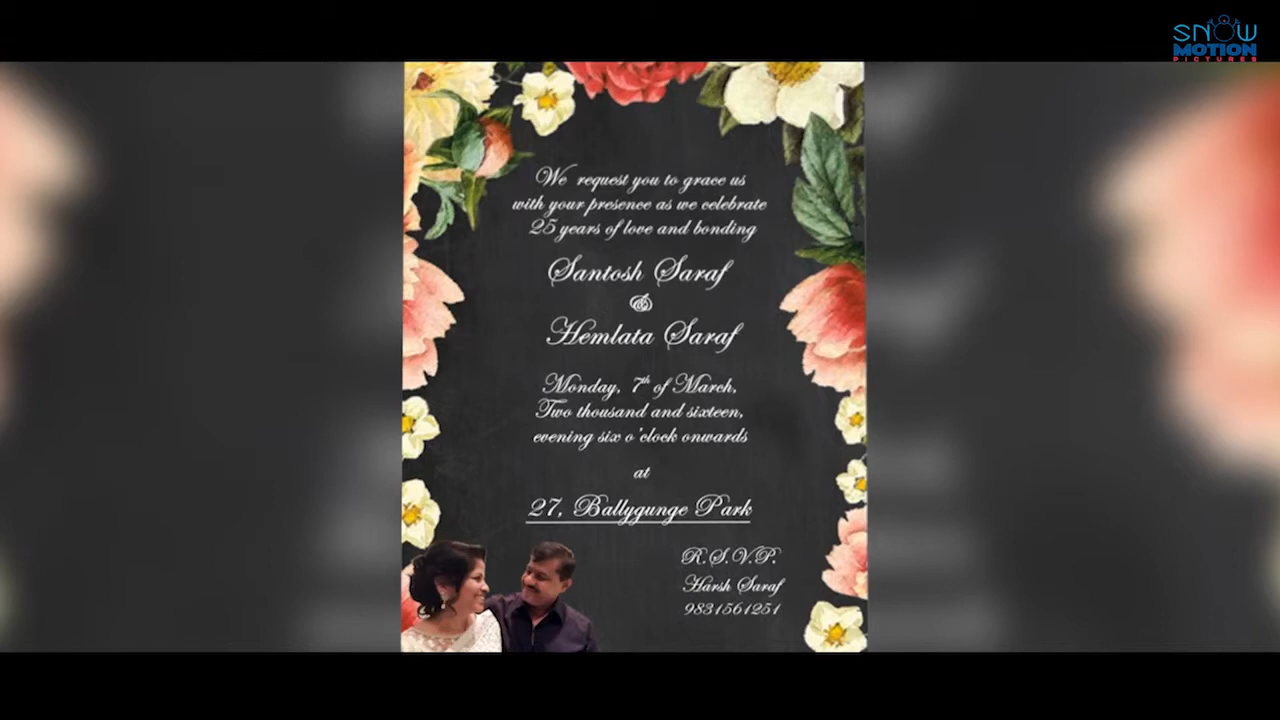 SNOW
MOTION
PICTURES
We request you to grace us
with your presence as we celebrate
25 years of love and bonding
Santosh Saraf
&
Hemlata Saraf
Monday, 7th of March,
Two thousand and sixteen,
evening six o'clock onwards
at
27, Ballygunge Park
R.S.V.P.
Harsh Saraf
9831561251